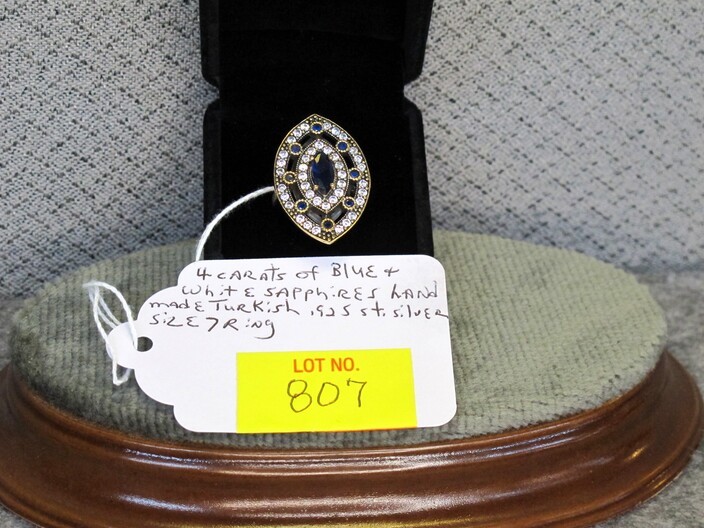 4 CARATS of BLUE +
WhitE SAPPhiRES hAND
madE TuRKish .925 st. silVER
SiZE 7 Ring
LOT NO.
807